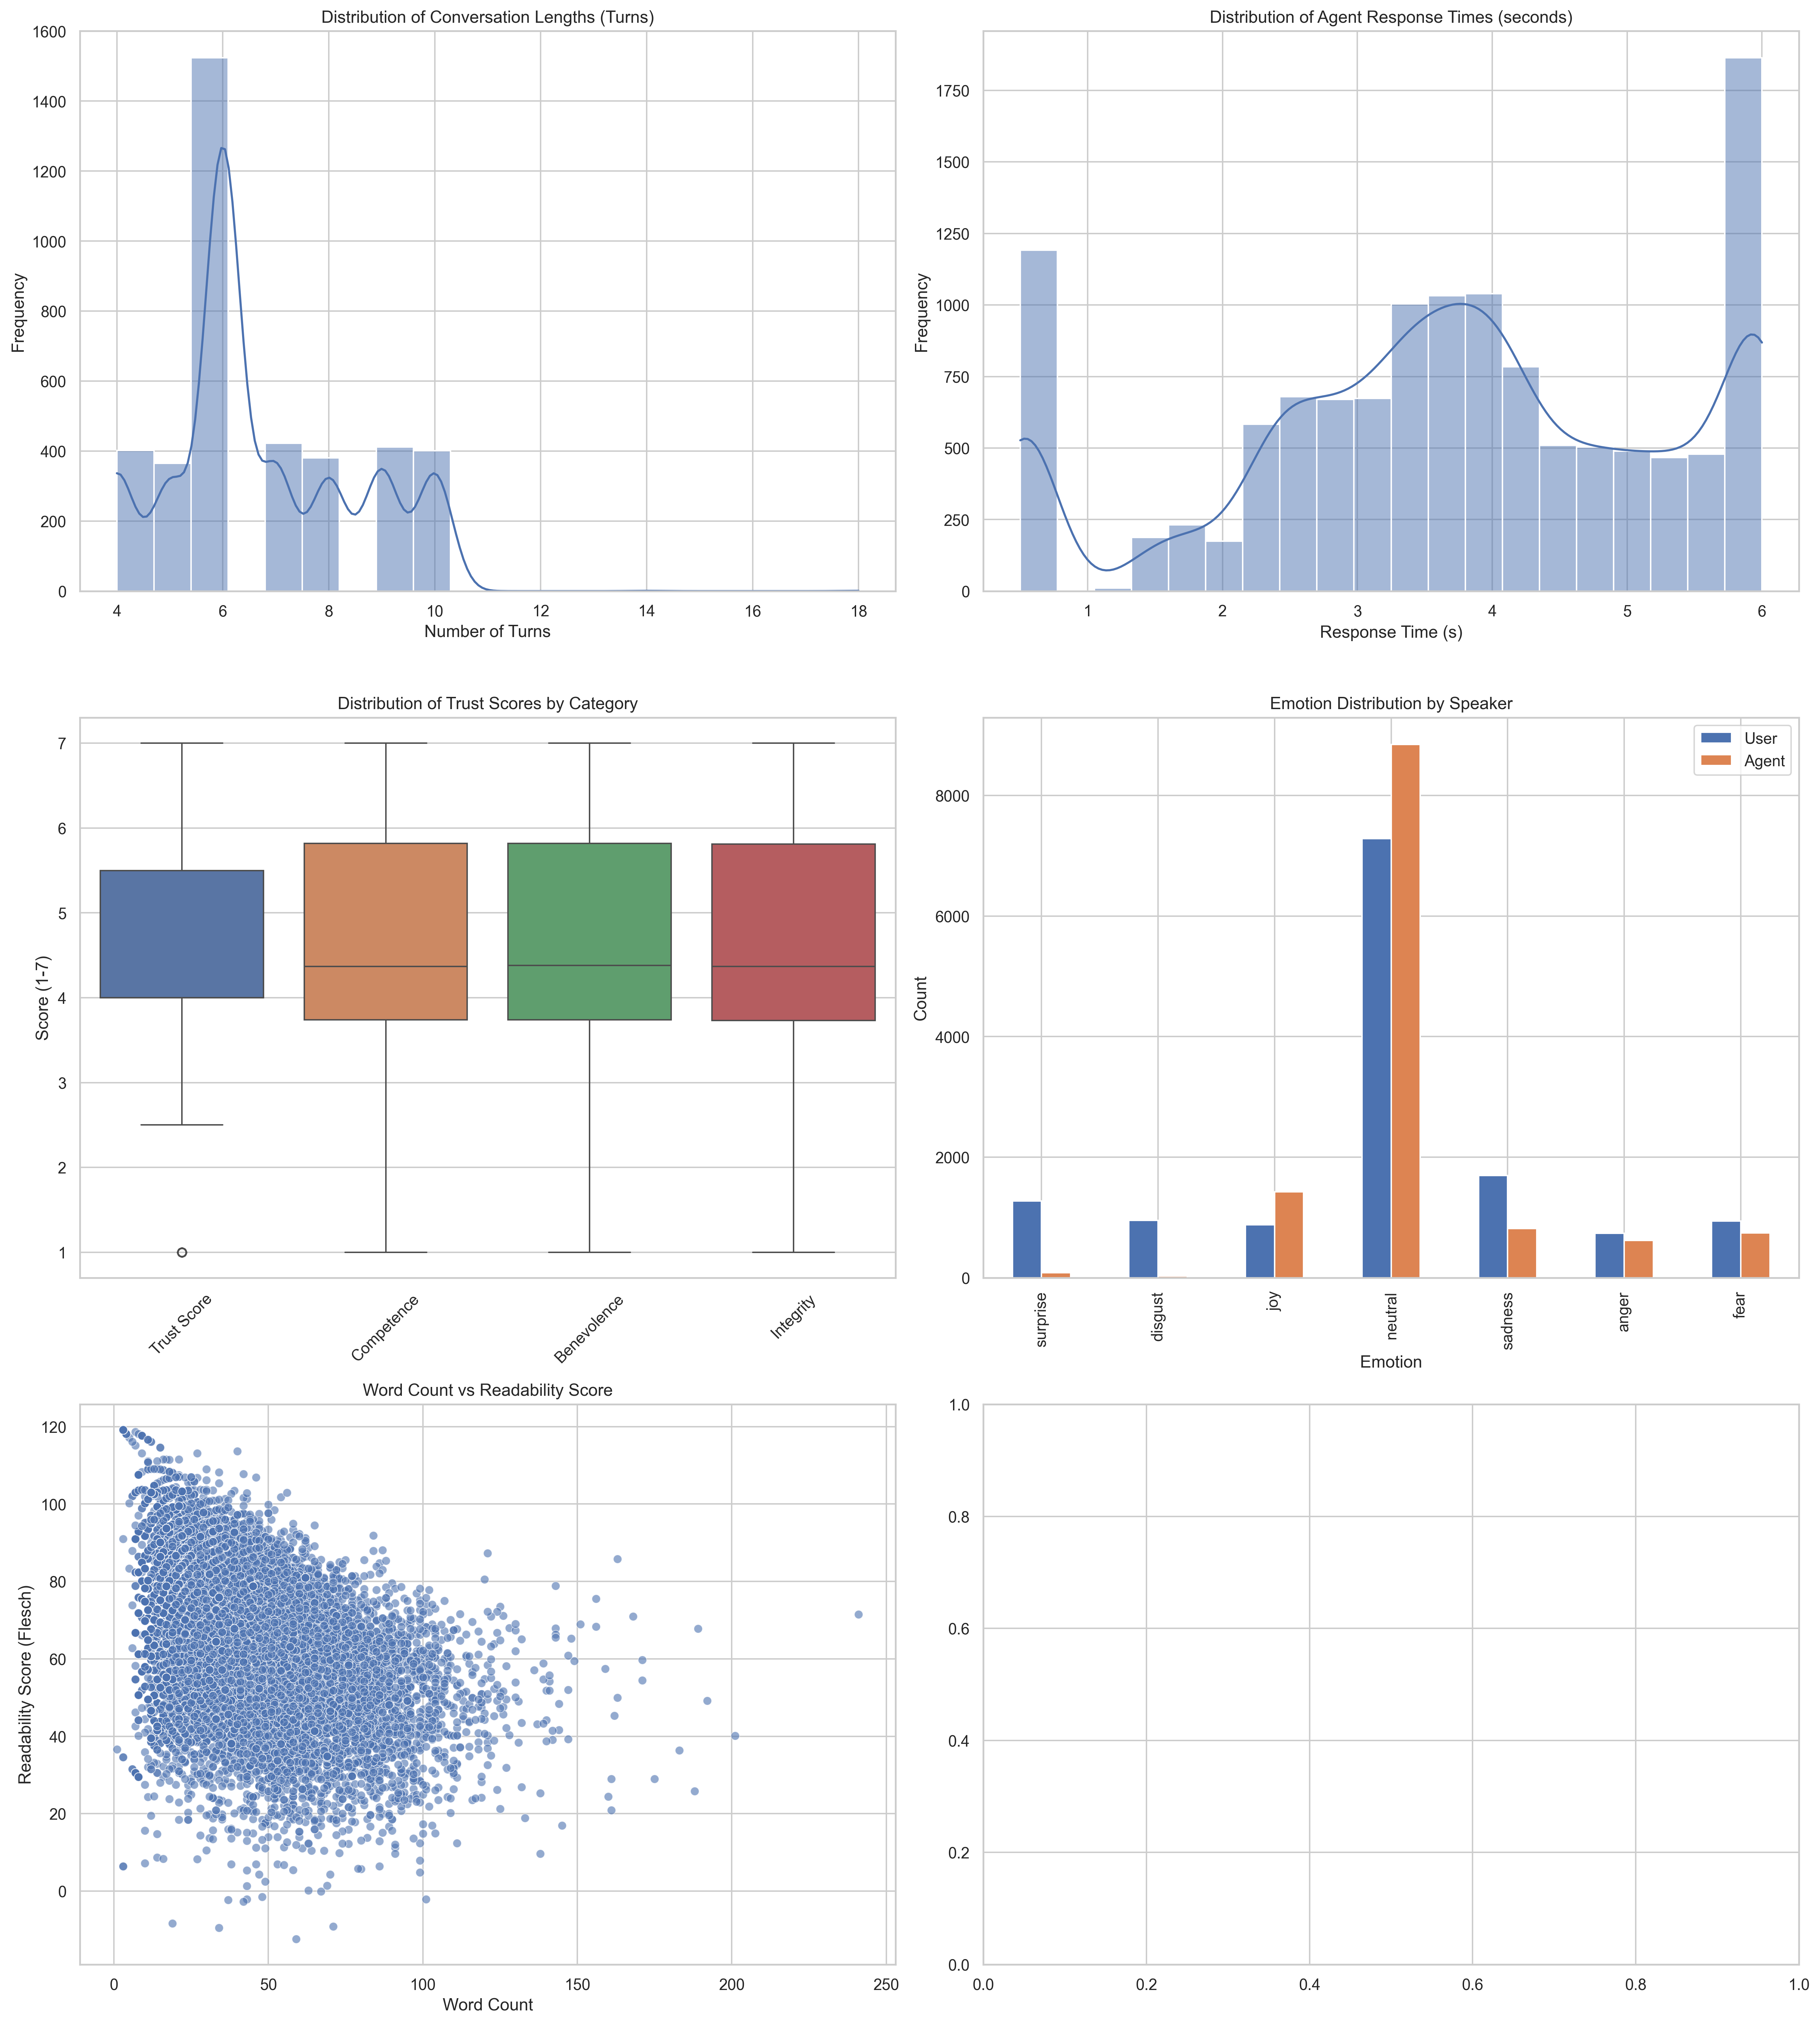 Distribution of Conversation Lengths (Turns)
1600
1400
1200
1000
800
600
400
200
0
Frequency
4 6 8 10 12 14 16 18
Number of Turns
Distribution of Agent Response Times (seconds)
1750
1500
1250
1000
750
500
250
0
Frequency
1 2 3 4 5 6
Response Time (s)
Distribution of Trust Scores by Category
7
6
5
4
3
2
1
Score (1-7)
Trust Score
Competence
Benevolence
Integrity
Emotion Distribution by Speaker
User
Agent
8000
6000
4000
2000
0
Count
surprise
disgust
joy
neutral
sadness
anger
fear
Emotion
Word Count vs Readability Score
120
100
80
60
40
20
0
Readability Score (Flesch)
0 50 100 150 200 250
Word Count
1.0
0.8
0.6
0.4
0.2
0.0
0.0 0.2 0.4 0.6 0.8 1.0